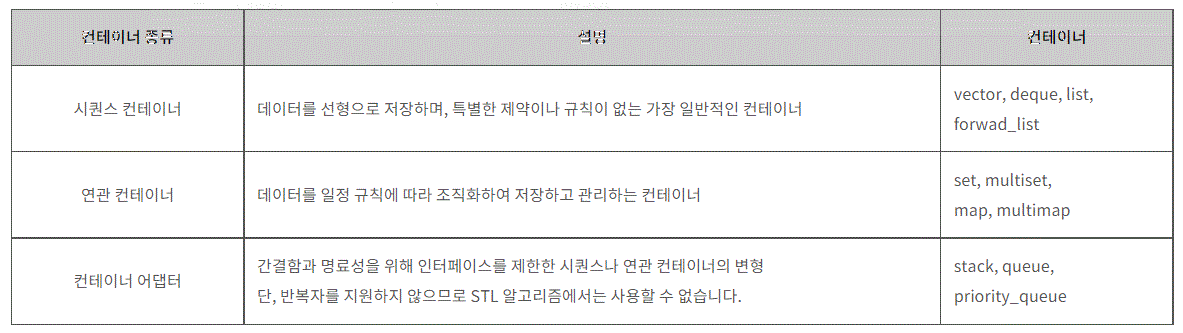 컨테이너 종류
설명
컨테이너
시퀀스 컨테이너
데이터를 선형으로 저장하며, 특별한 제약이나 규칙이 없는 가장 일반적인 컨테이너
vector, deque, list,
forwad_list
연관 컨테이너
데이터를 일정 규칙에 따라 조직화하여 저장하고 관리하는 컨테이너
set, multiset,
map, multimap
컨테이너 어댑터
간결함과 명료성을 위해 인터페이스를 제한한 시퀀스나 연관 컨테이너의 변형
단, 반복자를 지원하지 않으므로 STL 알고리즘에서는 사용할 수 없습니다.
stack, queue,
priority_queue